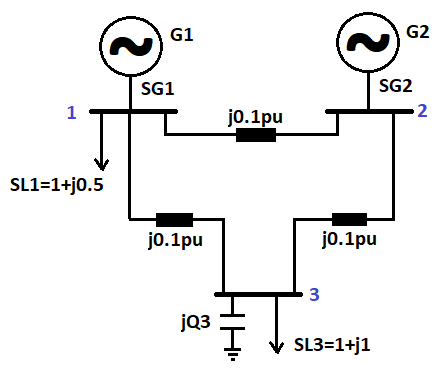 G1
G2
SG1
SG2
1
2
j0.1pu
SL1=1+j0.5
j0.1pu
j0.1pu
3
jQ3
SL3=1+j1